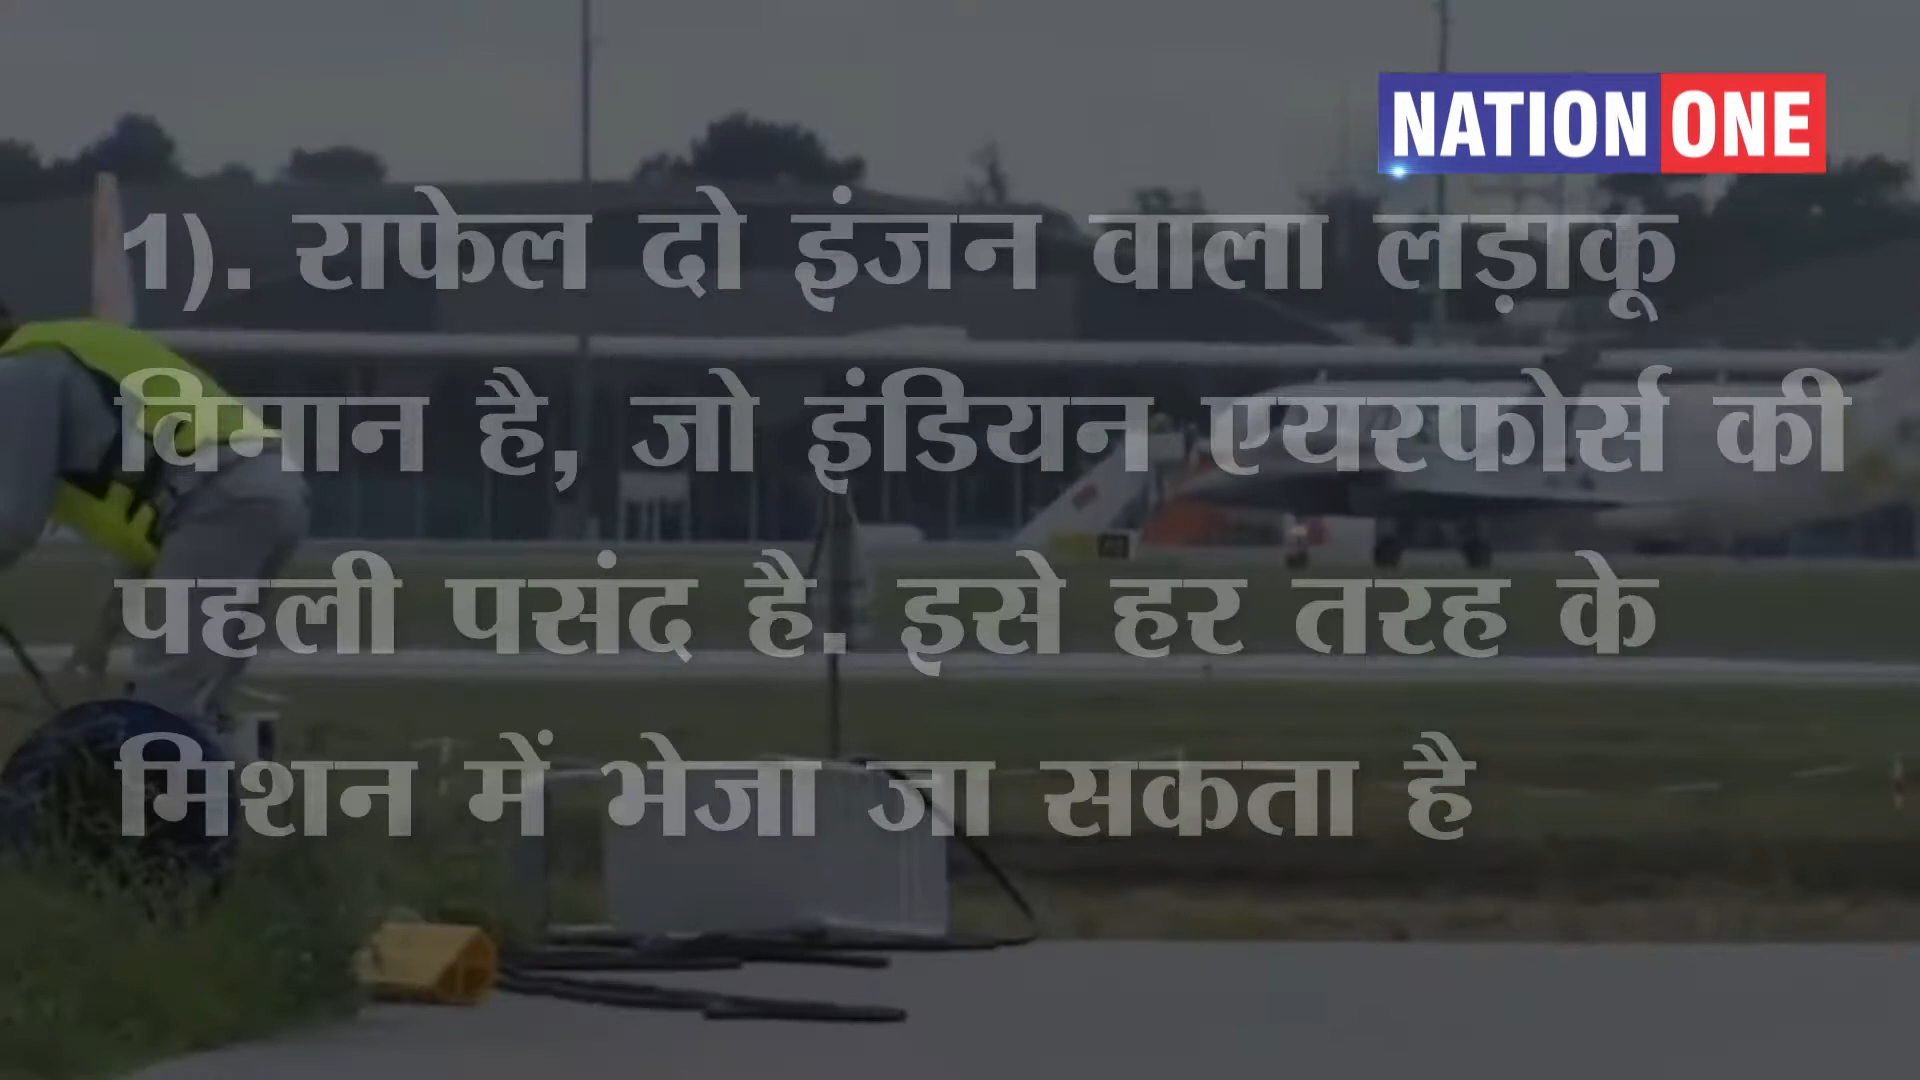 NATION ONE
1). राफेल दो इंजन वाला लड़ाकू
विमान है, जो इंडियन एयरफोर्स की
पहली पसंद है. इसे हर तरह के
मिशन में भेजा जा सकता है